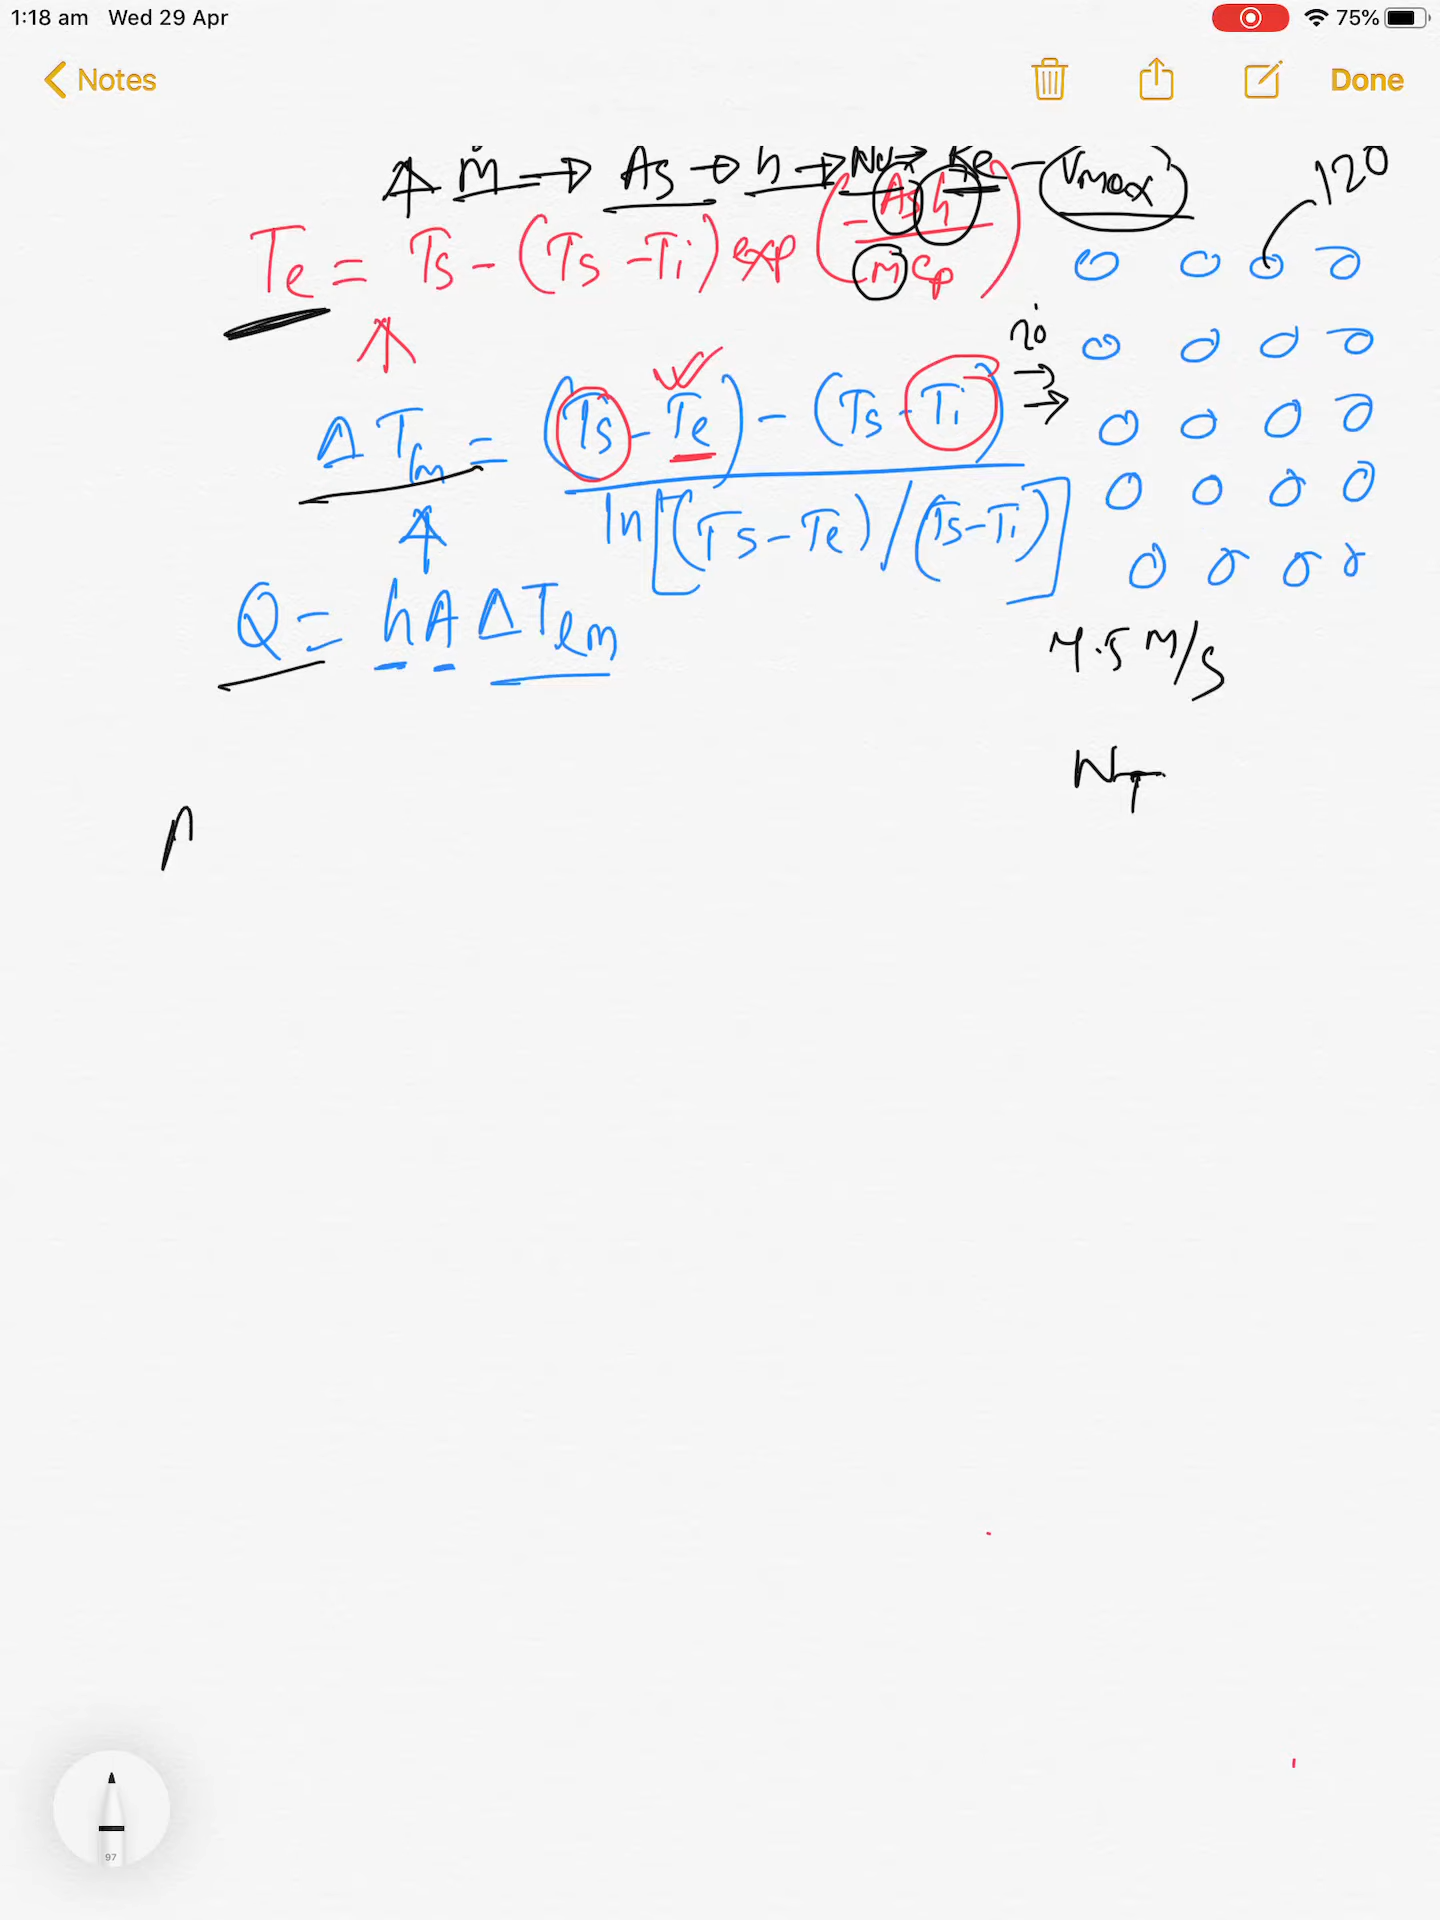 1:18 am Wed 29 Apr 75%
Notes Done
ṁ → As → h → Nu → Re - Vmax 120
Te = Ts - (Ts - Ti) exp (- As h / ṁ Cp)
20
ΔTlm = (Ts - Te) - (Ts - Ti)
ln[(Ts - Te) / (Ts - Ti)]
Q = h A ΔTlm
4.5 m/s
NT
97